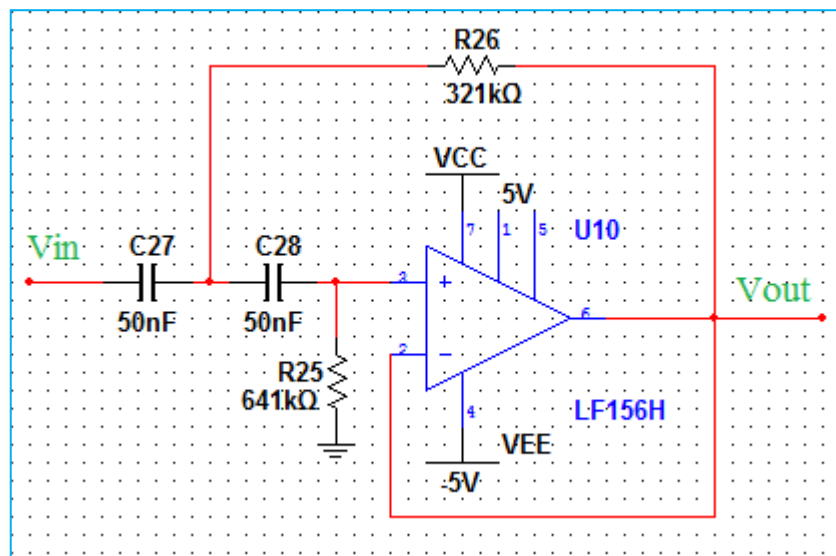 R26
321kΩ
VCC
5V
U10
7
1
5
Vin
C27
C28
3
+
50nF
50nF
Vout
6
2
−
R25
641kΩ
4
LF156H
VEE
-5V